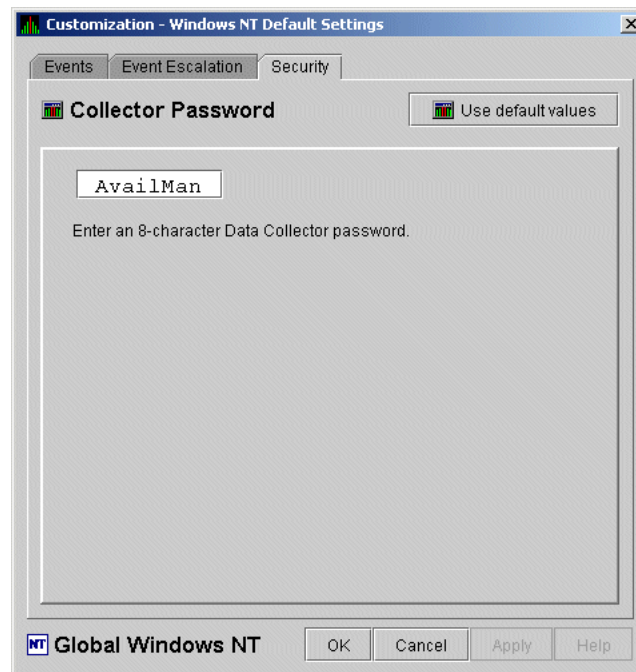 Customization - Windows NT Default Settings
Events Event Escalation Security
Collector Password Use default values
AvailMan
Enter an 8-character Data Collector password.
NT Global Windows NT OK Cancel Apply Help